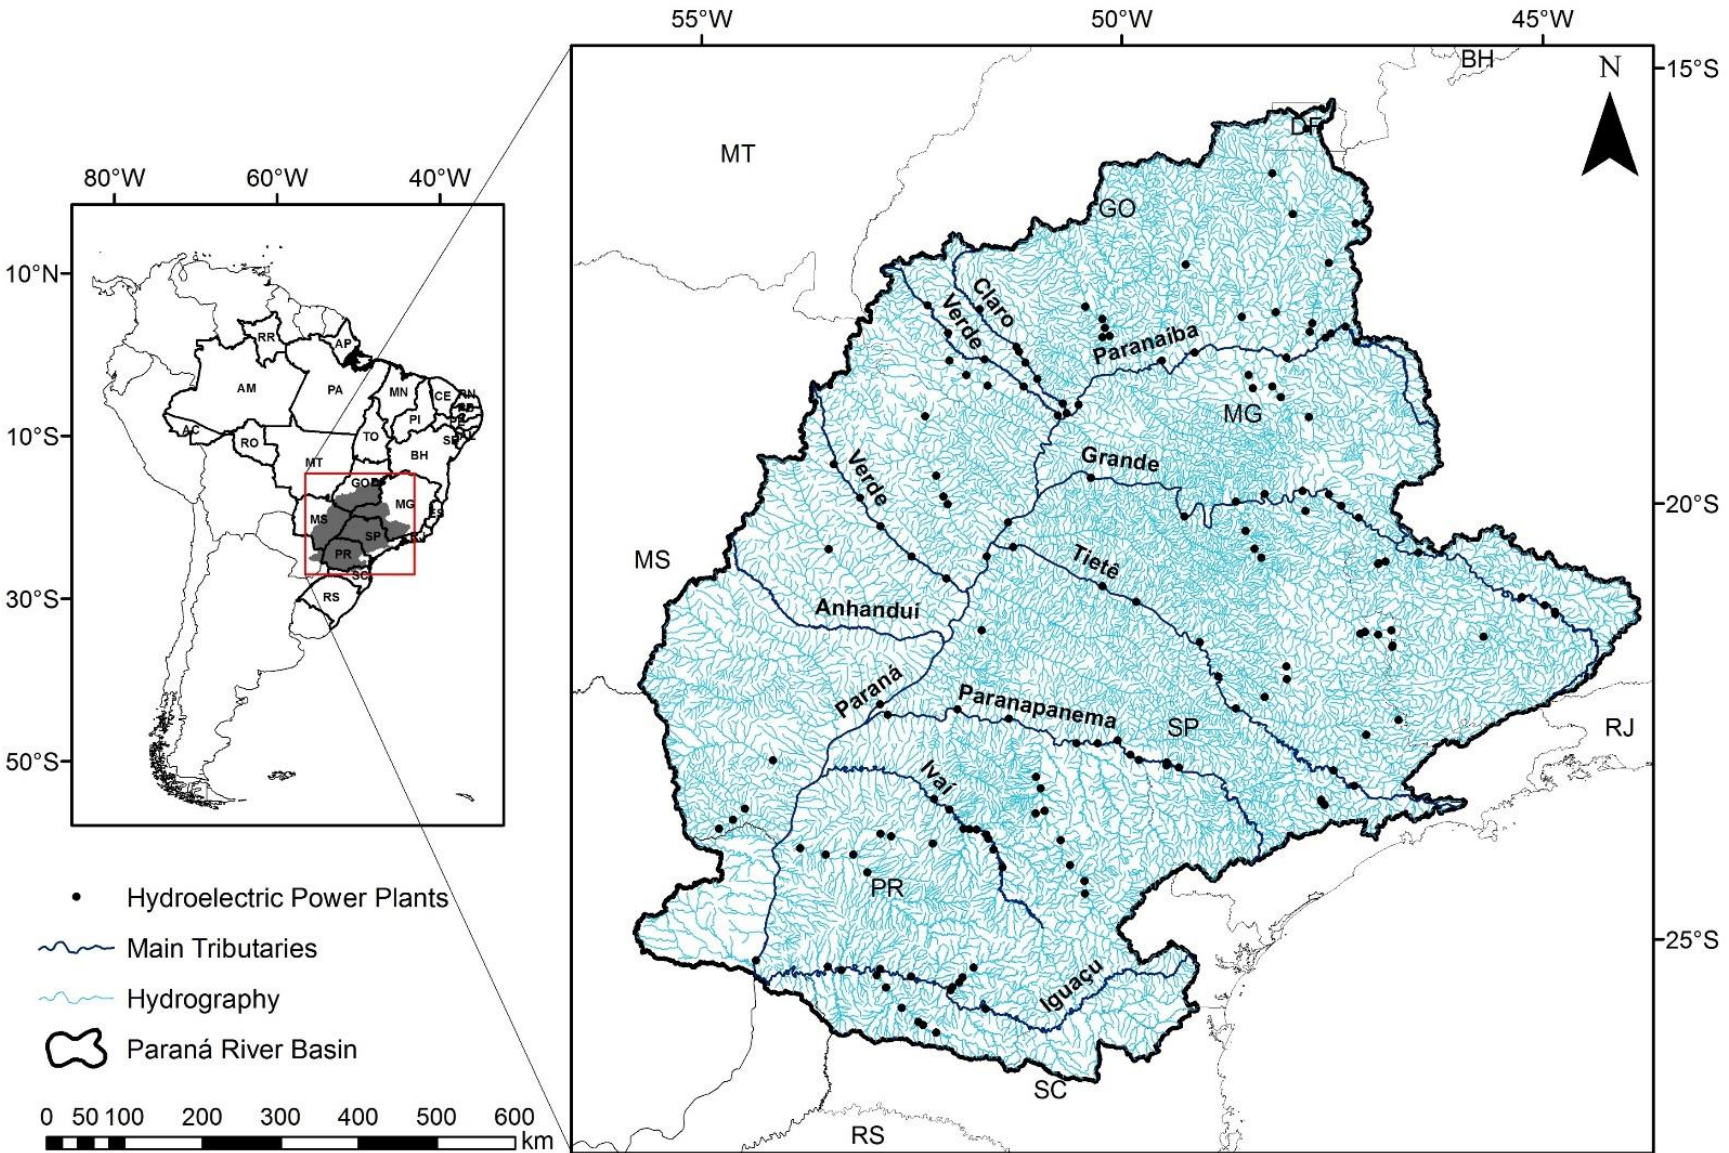 55°W
50°W
45°W
BH
N
15°S
DF
MT
80°W
60°W
40°W
GO
10°N
Claro
Verde
Paranaíba
RR
AP
AM
PA
MN
CE
RN
PI
AC
TO
RO
BH
MT
10°S
MG
Grande
Verde
GO
MG
ES
MS
SP
PR
SC
RS
20°S
MS
Tietê
30°S
Anhanduí
Paraná
Paranapanema
SP
RJ
50°S
Ivaí
PR
Hydroelectric Power Plants
Main Tributaries
25°S
Iguaçu
Hydrography
Paraná River Basin
SC
0 50 100 200 300 400 500 600
km
RS